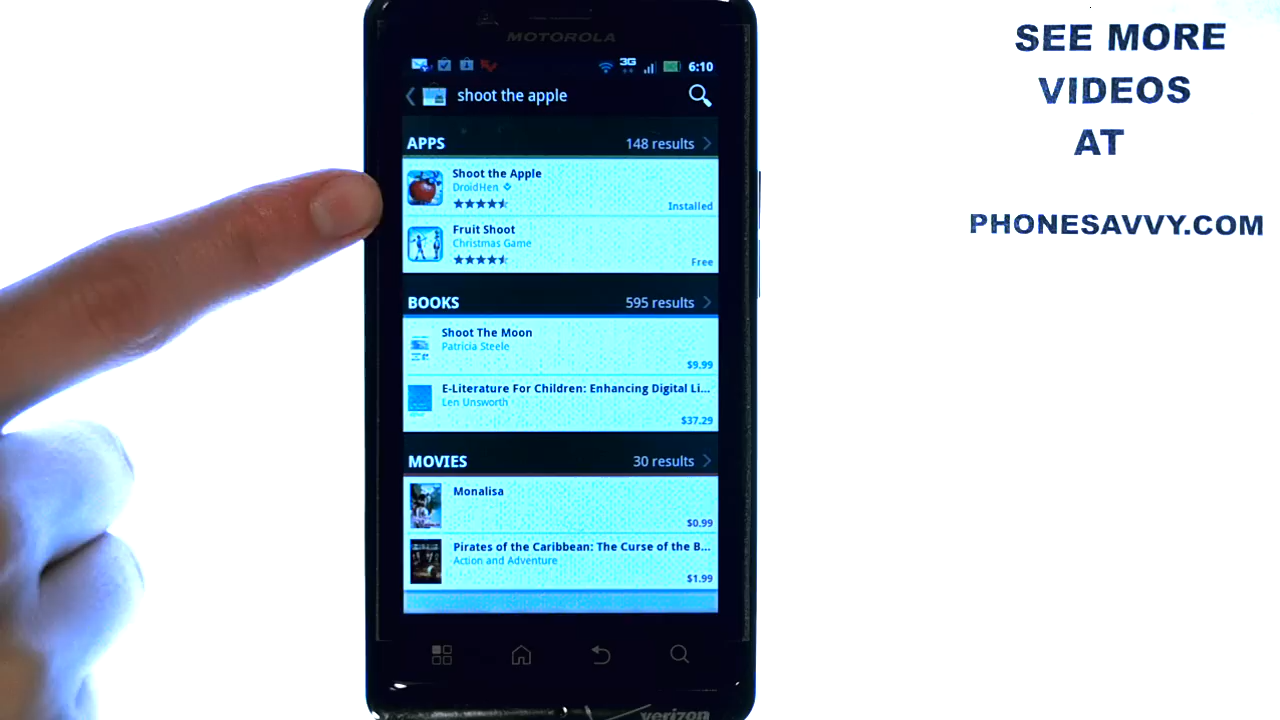 MOTOROLA
3G 6:10
shoot the apple
APPS 148 results
Shoot the Apple
DroidHen
Installed
Fruit Shoot
Christmas Game
Free
BOOKS 595 results
Shoot The Moon
Patricia Steele
$9.99
E-Literature For Children: Enhancing Digital Li...
Len Unsworth
$37.29
MOVIES 30 results
Monalisa
$0.99
Pirates of the Caribbean: The Curse of the B...
Action and Adventure
$1.99
verizon
SEE MORE
VIDEOS
AT
PHONESAVVY.COM